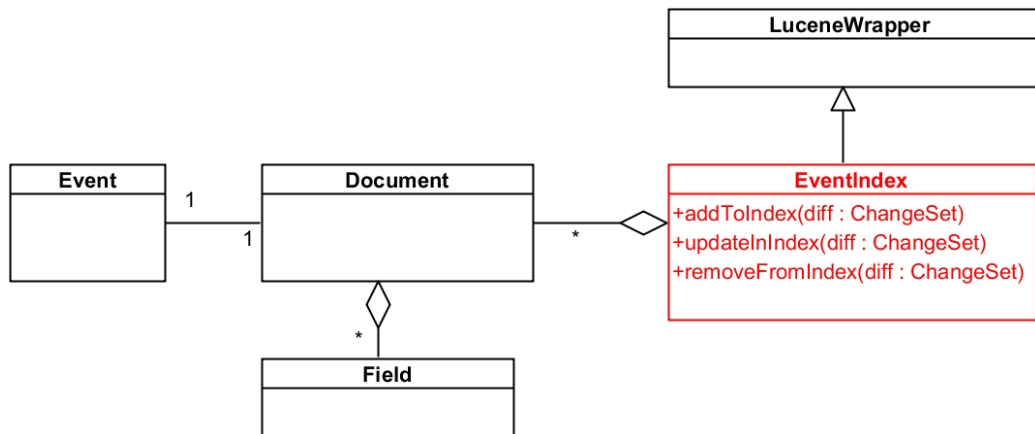 LuceneWrapper
Event
Document
EventIndex
1
1
*
+addToIndex(diff : ChangeSet)
+updateInIndex(diff : ChangeSet)
+removeFromIndex(diff : ChangeSet)
*
Field